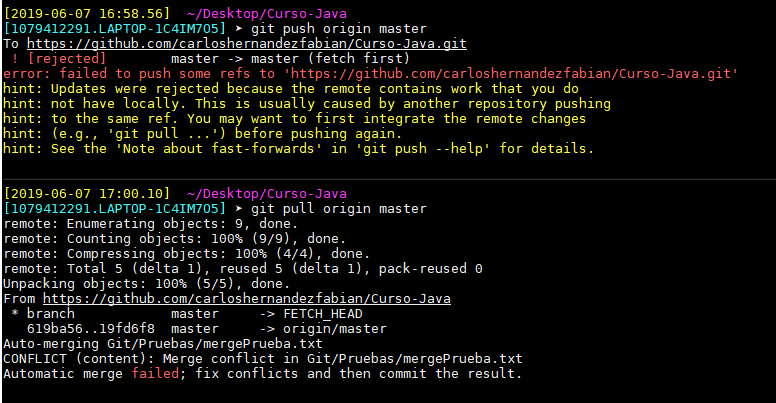 [2019-06-07 16:58.56]  ~/Desktop/Curso-Java
[1079412291.LAPTOP-1C4IM7O5] ➤ git push origin master
To https://github.com/carloshernandezfabian/Curso-Java.git
 ! [rejected]        master -> master (fetch first)
error: failed to push some refs to 'https://github.com/carloshernandezfabian/Curso-Java.git'
hint: Updates were rejected because the remote contains work that you do
hint: not have locally. This is usually caused by another repository pushing
hint: to the same ref. You may want to first integrate the remote changes
hint: (e.g., 'git pull ...') before pushing again.
hint: See the 'Note about fast-forwards' in 'git push --help' for details.
[2019-06-07 17:00.10]  ~/Desktop/Curso-Java
[1079412291.LAPTOP-1C4IM7O5] ➤ git pull origin master
remote: Enumerating objects: 9, done.
remote: Counting objects: 100% (9/9), done.
remote: Compressing objects: 100% (4/4), done.
remote: Total 5 (delta 1), reused 5 (delta 1), pack-reused 0
Unpacking objects: 100% (5/5), done.
From https://github.com/carloshernandezfabian/Curso-Java
 * branch            master     -> FETCH_HEAD
   619ba56..19fd6f8  master     -> origin/master
Auto-merging Git/Pruebas/mergePrueba.txt
CONFLICT (content): Merge conflict in Git/Pruebas/mergePrueba.txt
Automatic merge failed; fix conflicts and then commit the result.